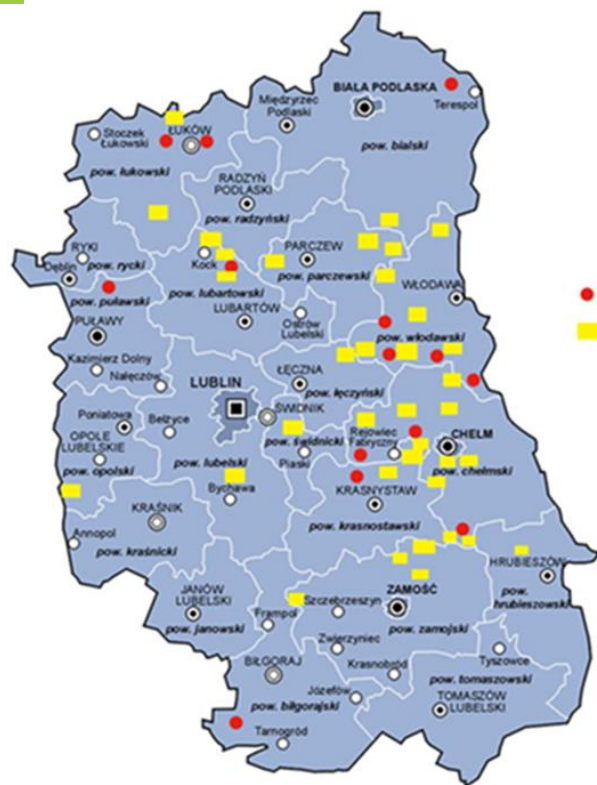 BIAŁA PODLASKA
Terespol
Międzyrzec
Podlaski
pow. bialski
Stoczek
Łukowski
ŁUKÓW
pow. łukowski
RADZYŃ
PODLASKI
pow. radzyński
RYKI
pow. rycki
Dęblin
Kock
PARCZEW
pow. parczewski
pow. puławski
pow. lubartowski
WŁODAWA
PUŁAWY
LUBARTÓW
Ostrów
Lubelski
pow. włodawski
Kazimierz Dolny
Nałęczów
ŁĘCZNA
pow. łęczyński
LUBLIN
ŚWIDNIK
Poniatowa
Bełżyce
OPOLE
LUBELSKIE
pow. opolski
pow. lubelski
pow. świdnicki
Piaski
Rejowiec
Fabryczny
CHEŁM
pow. chełmski
Bychawa
KRASNYSTAW
pow. krasnostawski
KRAŚNIK
Annopol
pow. kraśnicki
HRUBIESZÓW
pow.
hrubieszowski
JANÓW
LUBELSKI
pow. janowski
Frampol
Szczebrzeszyn
ZAMOŚĆ
pow. zamojski
Zwierzyniec
BIŁGORAJ
Krasnobród
Tyszowce
pow. tomaszowski
Józefów
pow. biłgorajski
TOMASZÓW
LUBELSKI
Tarnogród